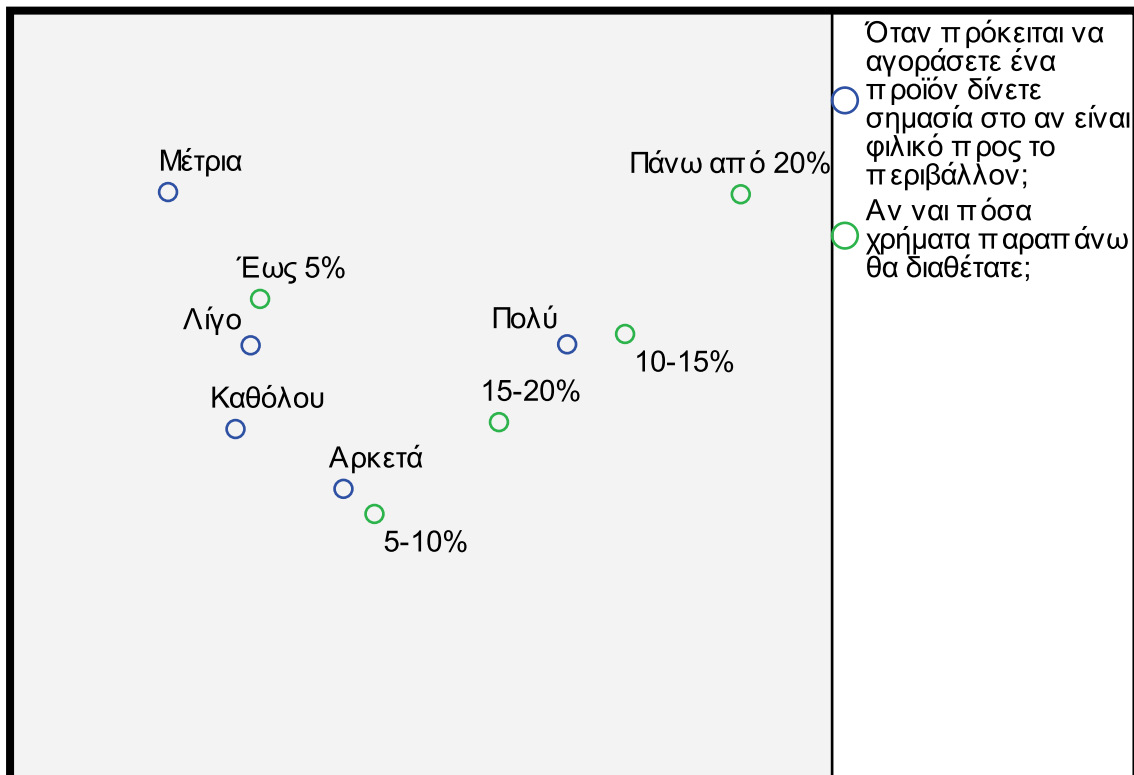 Μέτρια
Πάνω από 20%
Έως 5%
Λίγο
Πολύ
10-15%
15-20%
Καθόλου
Αρκετά
5-10%
Όταν πρόκειται να
αγοράσετε ένα
προϊόν δίνετε
σημασία στο αν είναι
φιλικό προς το
περιβάλλον;
Αν ναι πόσα
χρήματα παραπάνω
θα διαθέτατε;